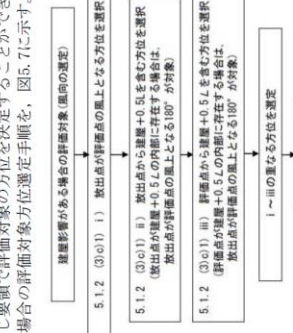 じ要領で評価対象の方位を決定することができ
場合の評価対象方位選定手順を，図5.7に示す。
建屋影響がある場合の評価対象（風向の選定）
5.1.2 (3)c)1) i) 放出点が評価点の風上となる方位を選択
5.1.2 (3)c)1) ii) 放出点から建屋+0.5Lを含む方位を選択
（放出点が建屋+0.5Lの内部に存在する場合は，
放出点が評価点の風上となる180°が対象）
5.1.2 (3)c)1) iii) 評価点から建屋+0.5Lを含む方位を選択
（評価点が建屋+0.5Lの内部に存在する場合は，
放出点が評価点の風上となる180°が対象）
i～iiiの重なる方位を選定